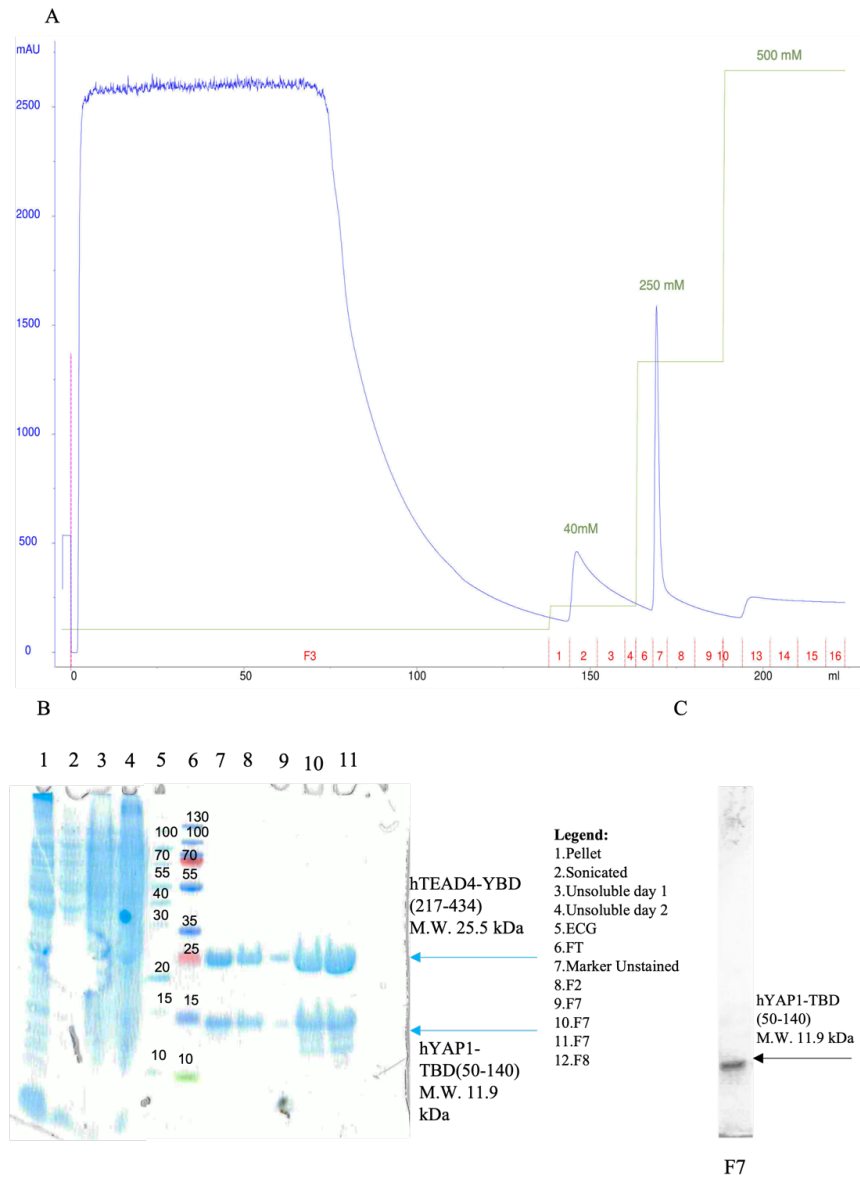 A
mAU
2500
2000
1500
1000
500
0
500 mM
250 mM
40mM
F3
1 2 3 4 6 7 8 9 10 13 14 15 16
0 50 100 150 200 ml
B
C
1 2 3 4 5 6 7 8 9 10 11
100
70
55
40
30
20
15
10
130
100
70
55
35
25
15
10
hTEAD4-YBD
(217-434)
M.W. 25.5 kDa
hYAP1-
TBD(50-140)
M.W. 11.9
kDa
Legend:
1.Pellet
2.Sonicated
3.Unsoluble day 1
4.Unsoluble day 2
5.ECG
6.FT
7.Marker Unstained
8.F2
9.F7
10.F7
11.F7
12.F8
hYAP1-TBD
(50-140)
M.W. 11.9 kDa
F7